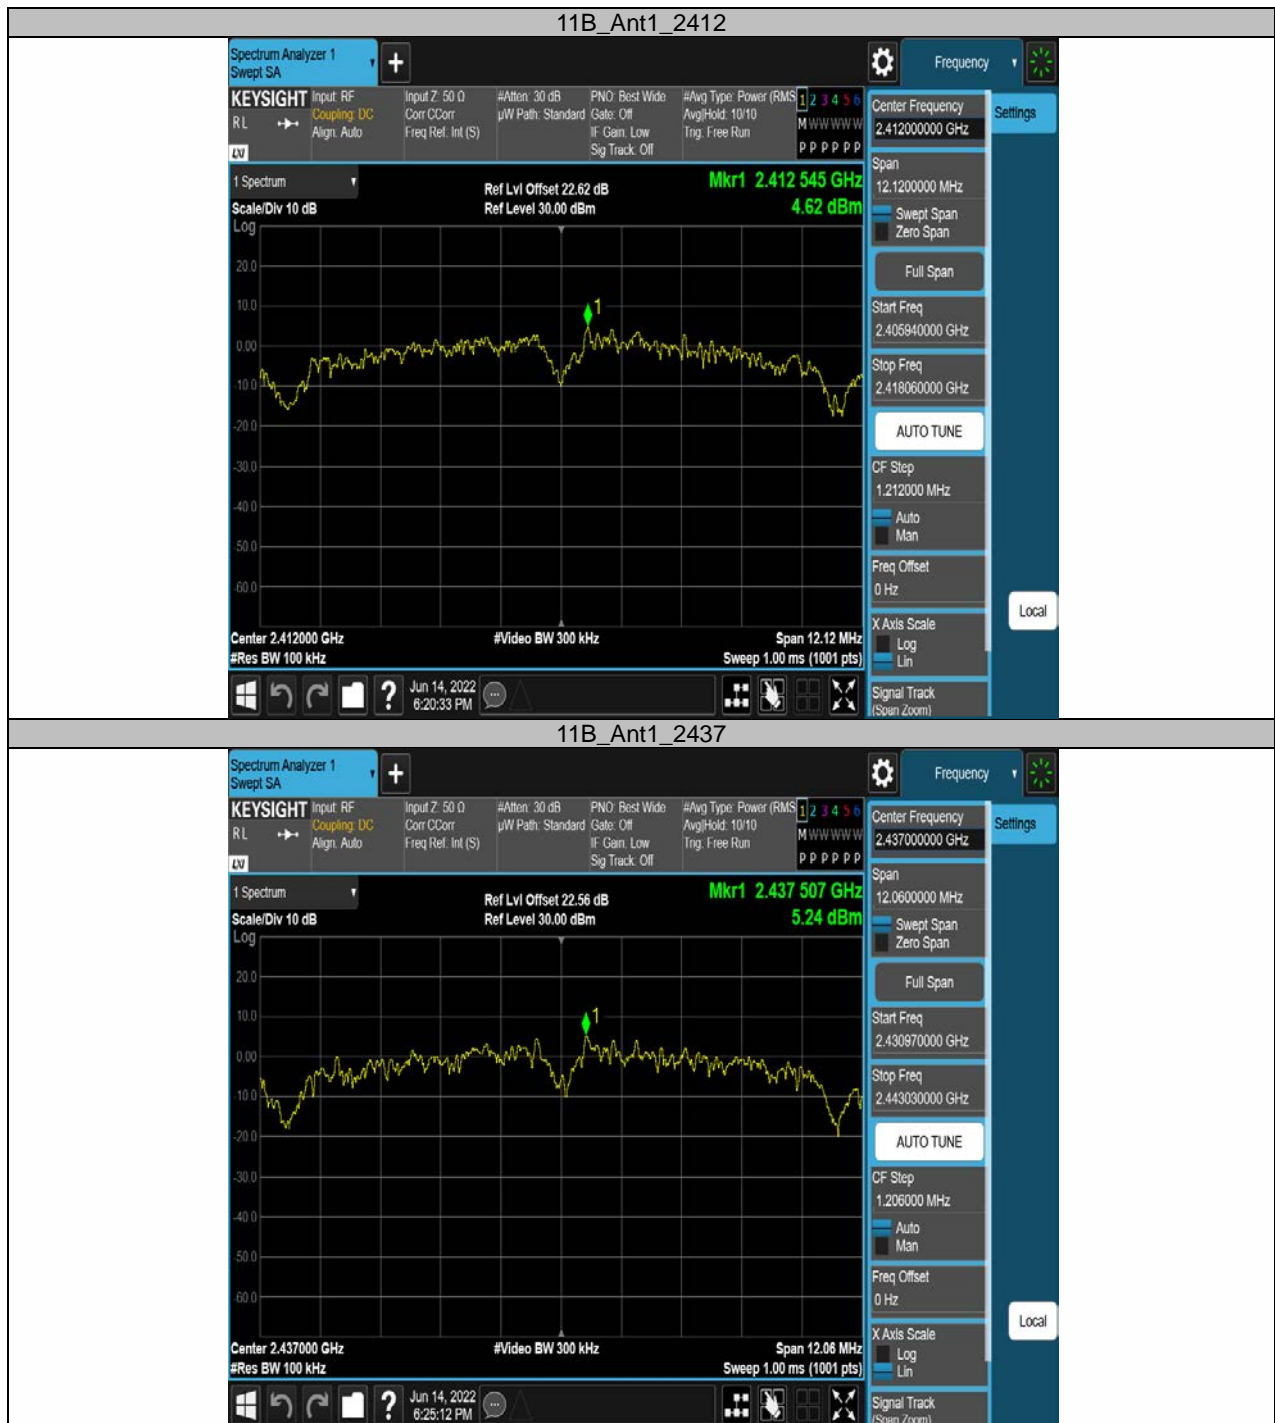 11B_Ant1_2412
Spectrum Analyzer 1
Swept SA
+
Frequency
KEYSIGHT
RL
LXI
Input: RF
Coupling: DC
Align: Auto
Input Z: 50 Ω
Corr CCorr
Freq Ref: Int (S)
#Atten: 30 dB
µW Path: Standard
PNO: Best Wide
Gate: Off
IF Gain: Low
Sig Track: Off
#Avg Type: Power (RMS
Avg|Hold: 10/10
Trig: Free Run
1 2 3 4 5 6
M W W W W W
P P P P P P
1 Spectrum
Scale/Div 10 dB
Ref Lvl Offset 22.62 dB
Ref Level 30.00 dBm
Mkr1 2.412 545 GHz
4.62 dBm
Log
20.0
10.0
0.00
-10.0
-20.0
-30.0
-40.0
-50.0
-60.0
1
Center 2.412000 GHz
#Res BW 100 kHz
#Video BW 300 kHz
Span 12.12 MHz
Sweep 1.00 ms (1001 pts)
Center Frequency
2.412000000 GHz
Settings
Span
12.1200000 MHz
Swept Span
Zero Span
Full Span
Start Freq
2.405940000 GHz
Stop Freq
2.418060000 GHz
AUTO TUNE
CF Step
1.212000 MHz
Auto
Man
Freq Offset
0 Hz
X Axis Scale
Log
Lin
Local
Signal Track
(Span Zoom)
?
Jun 14, 2022
6:20:33 PM
11B_Ant1_2437
Spectrum Analyzer 1
Swept SA
+
Frequency
KEYSIGHT
RL
LXI
Input: RF
Coupling: DC
Align: Auto
Input Z: 50 Ω
Corr CCorr
Freq Ref: Int (S)
#Atten: 30 dB
µW Path: Standard
PNO: Best Wide
Gate: Off
IF Gain: Low
Sig Track: Off
#Avg Type: Power (RMS
Avg|Hold: 10/10
Trig: Free Run
1 2 3 4 5 6
M W W W W W
P P P P P P
1 Spectrum
Scale/Div 10 dB
Ref Lvl Offset 22.56 dB
Ref Level 30.00 dBm
Mkr1 2.437 507 GHz
5.24 dBm
Log
20.0
10.0
0.00
-10.0
-20.0
-30.0
-40.0
-50.0
-60.0
1
Center 2.437000 GHz
#Res BW 100 kHz
#Video BW 300 kHz
Span 12.06 MHz
Sweep 1.00 ms (1001 pts)
Center Frequency
2.437000000 GHz
Settings
Span
12.0600000 MHz
Swept Span
Zero Span
Full Span
Start Freq
2.430970000 GHz
Stop Freq
2.443030000 GHz
AUTO TUNE
CF Step
1.206000 MHz
Auto
Man
Freq Offset
0 Hz
X Axis Scale
Log
Lin
Local
Signal Track
(Span Zoom)
?
Jun 14, 2022
6:25:12 PM